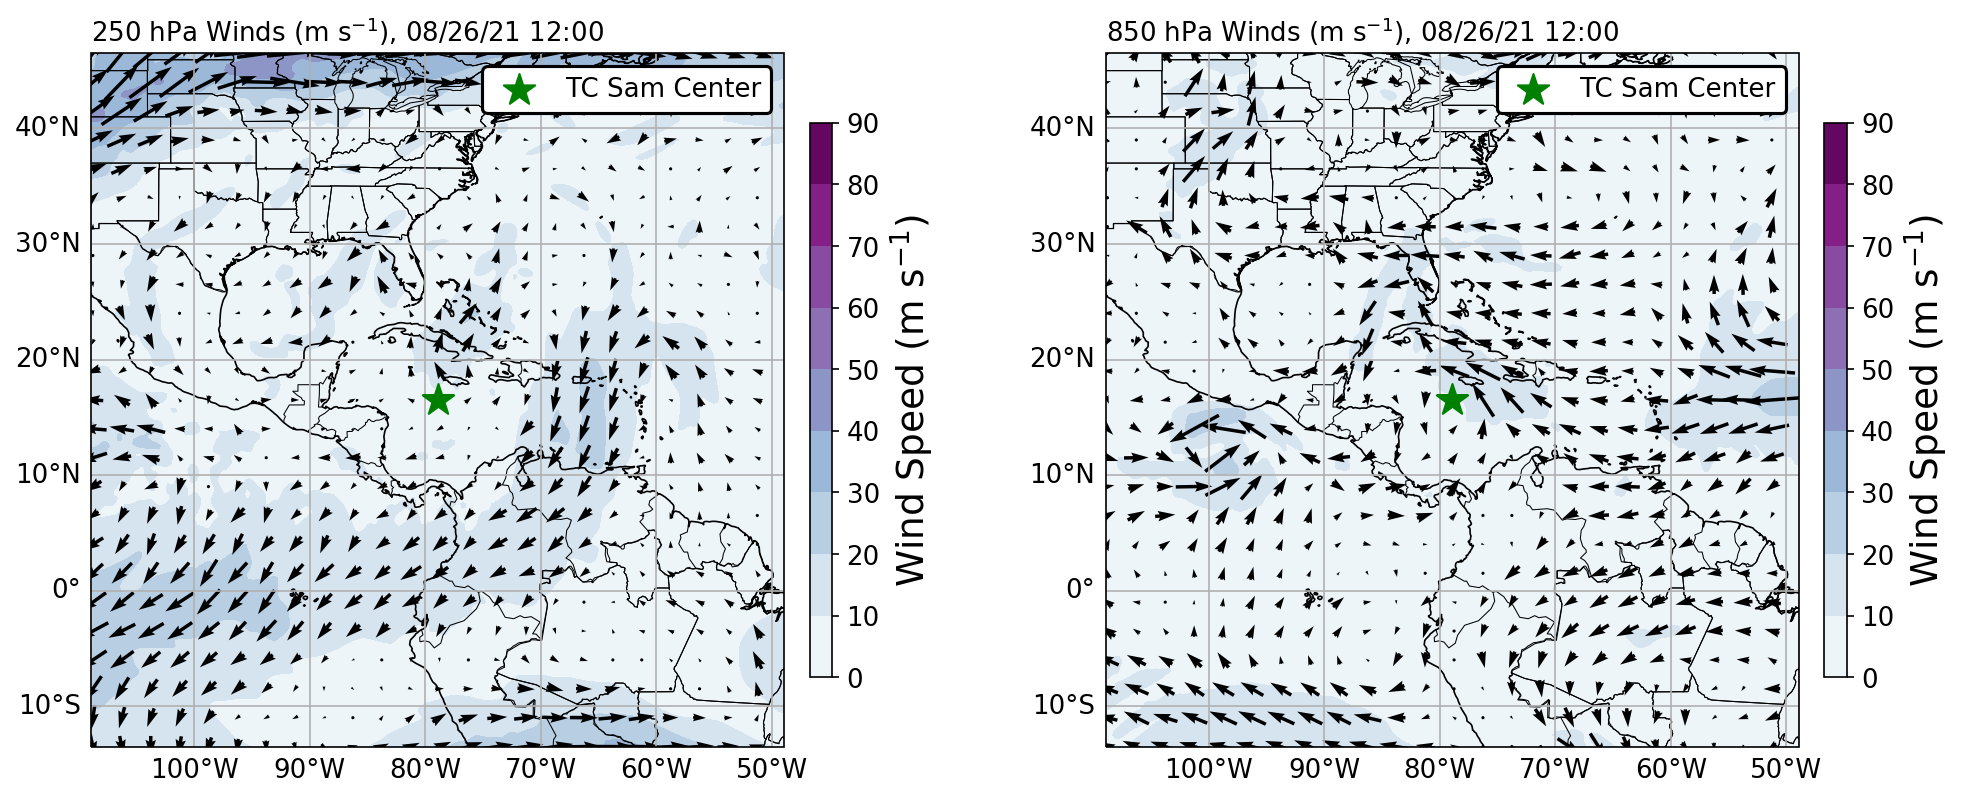 250 hPa Winds (m s⁻¹), 08/26/21 12:00
TC Sam Center
40°N
30°N
20°N
10°N
0°
10°S
100°W 90°W 80°W 70°W 60°W 50°W
90
80
70
60
50
40
30
20
10
0
Wind Speed (m s⁻¹)
850 hPa Winds (m s⁻¹), 08/26/21 12:00
TC Sam Center
40°N
30°N
20°N
10°N
0°
10°S
100°W 90°W 80°W 70°W 60°W 50°W
90
80
70
60
50
40
30
20
10
0
Wind Speed (m s⁻¹)